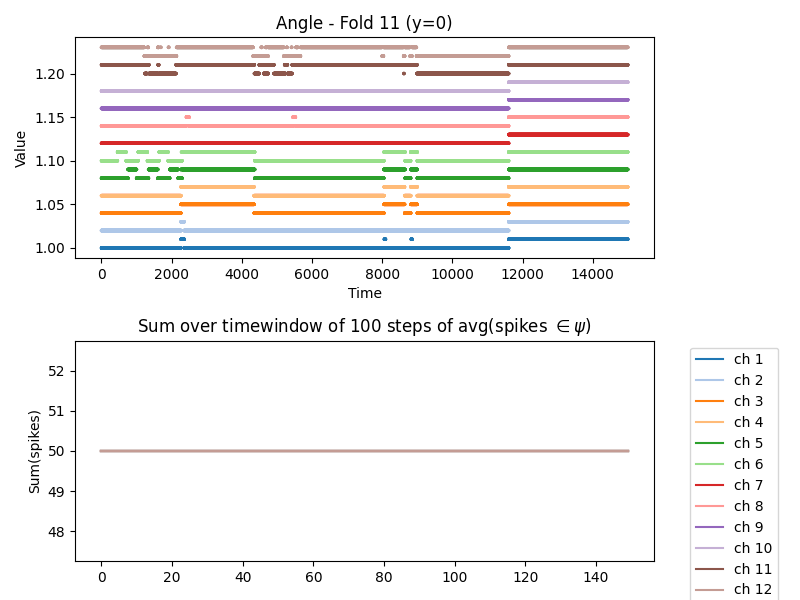 Angle - Fold 11 (y=0)
Value
1.20
1.15
1.10
1.05
1.00
0 2000 4000 6000 8000 10000 12000 14000
Time
Sum over timewindow of 100 steps of avg(spikes ∈ψ)
Sum(spikes)
52
51
50
49
48
0 20 40 60 80 100 120 140
ch 1
ch 2
ch 3
ch 4
ch 5
ch 6
ch 7
ch 8
ch 9
ch 10
ch 11
ch 12